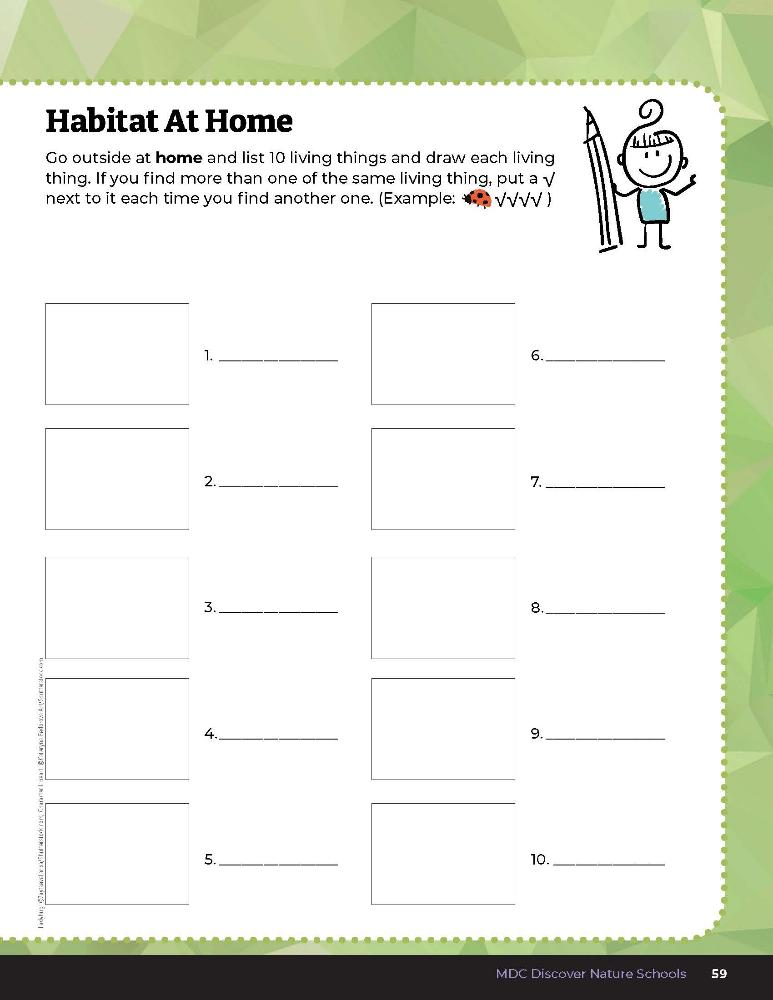 Habitat At Home
Go outside at home and list 10 living things and draw each living
thing. If you find more than one of the same living thing, put a √
next to it each time you find another one. (Example: √√√√ )
1. ________________
2. ________________
3. ________________
4. ________________
5. ________________
6. ________________
7. ________________
8. ________________
9. ________________
10. _______________
MDC Discover Nature Schools 59